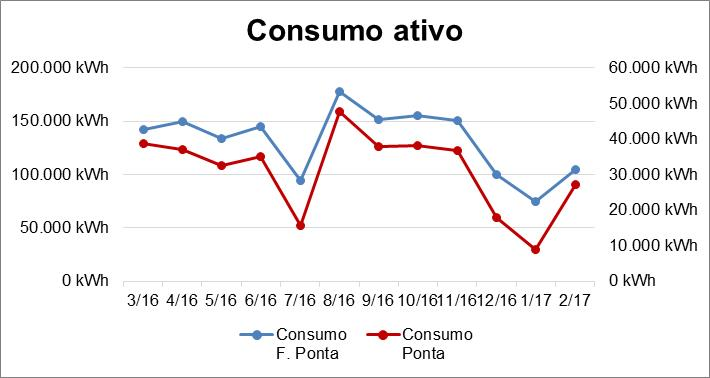 Consumo ativo
200.000 kWh
150.000 kWh
100.000 kWh
50.000 kWh
0 kWh
60.000 kWh
50.000 kWh
40.000 kWh
30.000 kWh
20.000 kWh
10.000 kWh
0 kWh
3/16 4/16 5/16 6/16 7/16 8/16 9/16 10/16 11/16 12/16 1/17 2/17
Consumo
F. Ponta
Consumo
Ponta